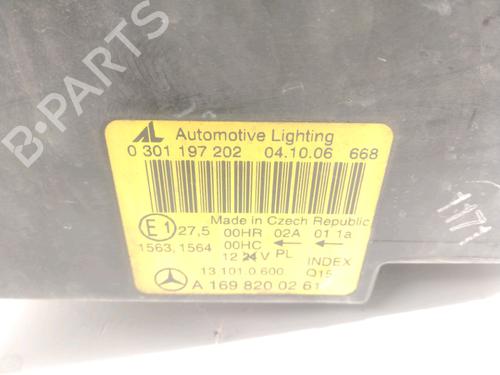 B-PARTS
AL Automotive Lighting
0 301 197 202 04.10.06 668
Made in Czech Republic
E1 27,5 00HR 02A 01 1a
1563, 1564 00HC ← ←
12 24 V PL INDEX
13 101 0 600 Q15
A 169 820 02 61
1171